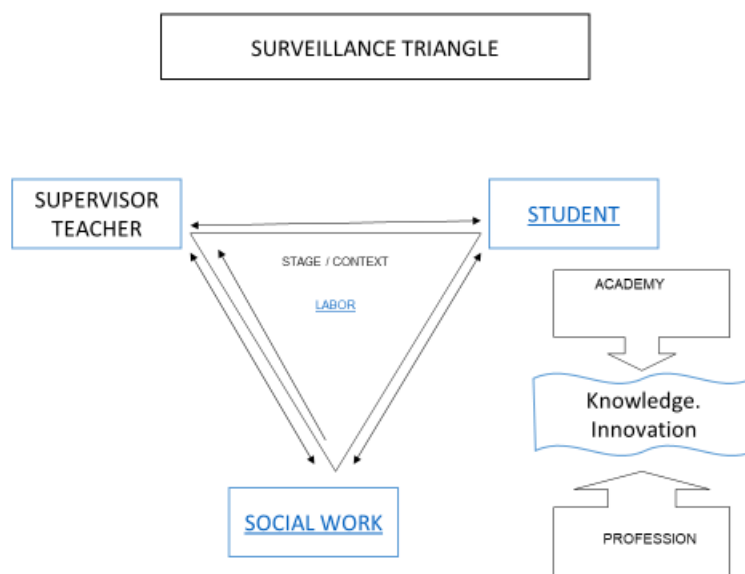 SURVEILLANCE TRIANGLE
SUPERVISOR
TEACHER
STUDENT
STAGE / CONTEXT
LABOR
ACADEMY
Knowledge.
Innovation
SOCIAL WORK
PROFESSION